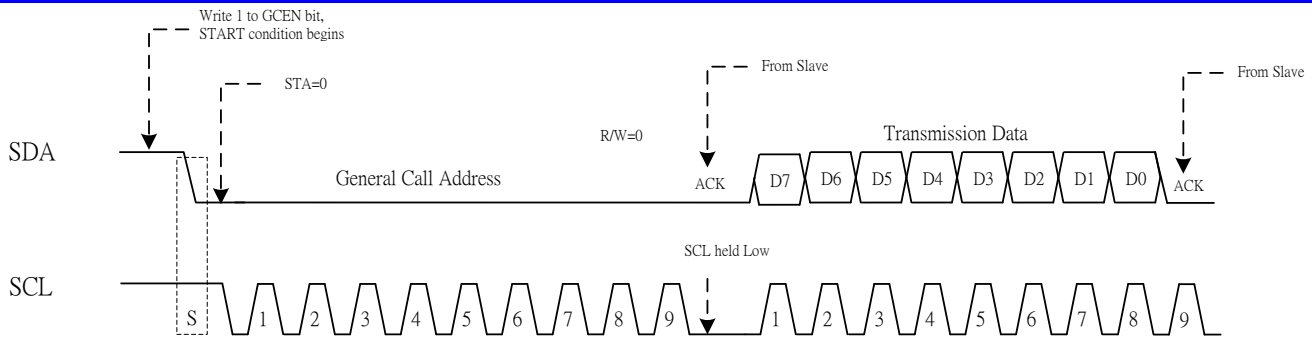 Write 1 to GCEN bit,
START condition begins
STA=0
From Slave
From Slave
R/W=0
Transmission Data
SDA
General Call Address
ACK
D7 D6 D5 D4 D3 D2 D1 D0
ACK
SCL held Low
SCL
S
1 2 3 4 5 6 7 8 9
1 2 3 4 5 6 7 8 9